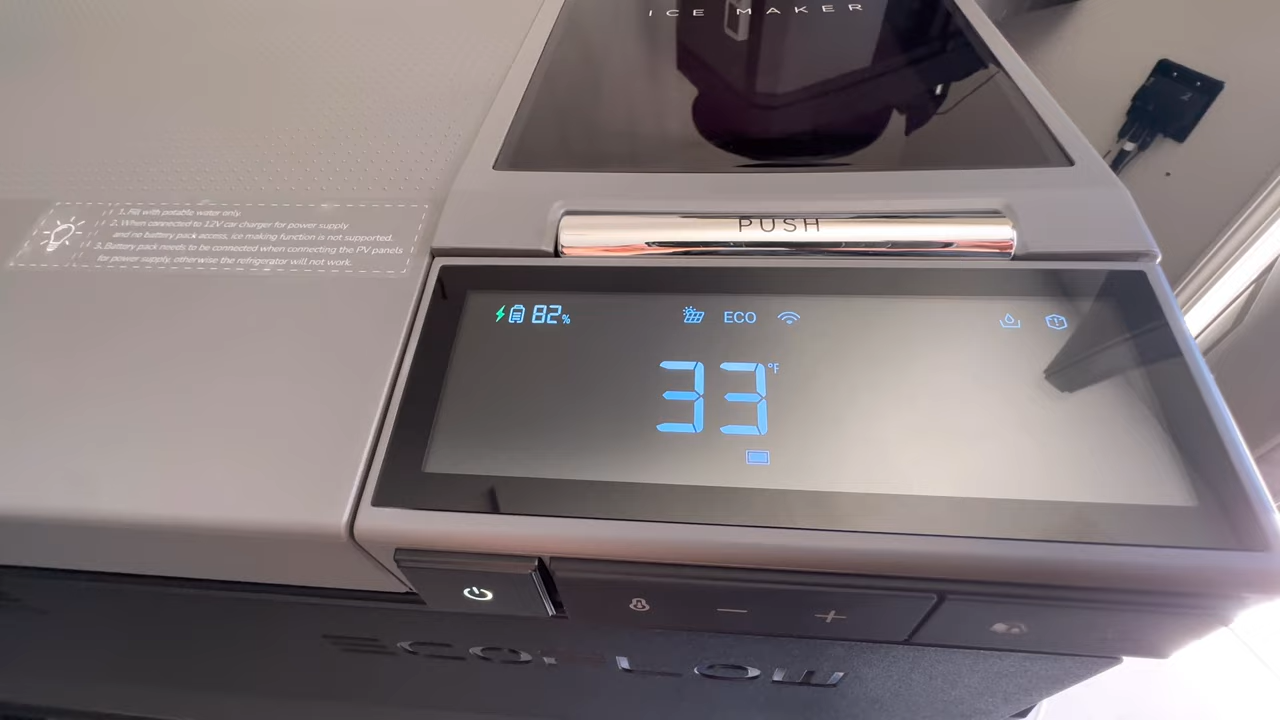 ICE MAKER
PUSH
1. Fill with potable water only.
2. When connected to 12V car charger for power supply
and no battery pack access, ice making function is not supported.
3. Battery pack needs to be connected when connecting the PV panels
for power supply, otherwise the refrigerator will not work.
82%
ECO
33°F
ECOFLOW